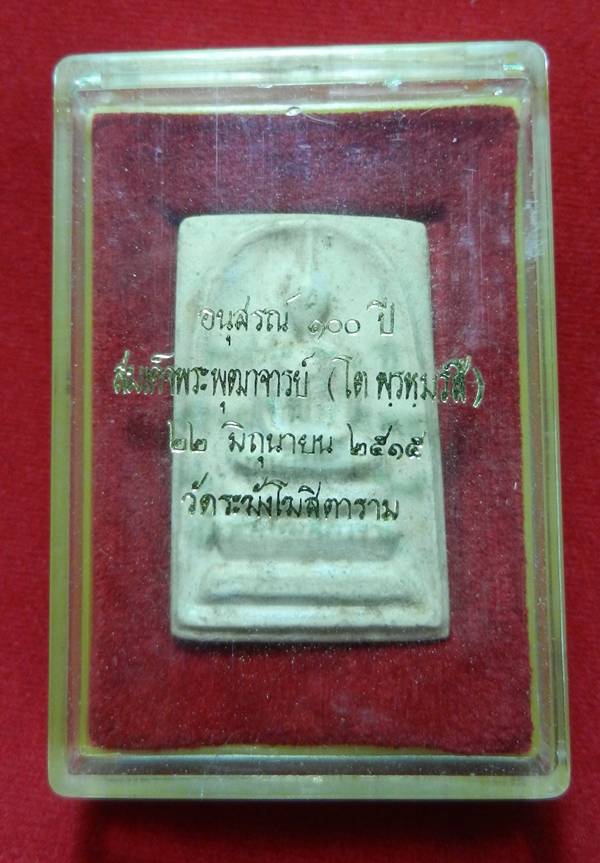 อนุสรณ์ ๑๐๐ ปี
สมเด็จพระพุฒาจารย์ (โต พฺรหฺมรํสี)
๒๒ มิถุนายน ๒๕๑๕
วัดระฆังโฆสิตาราม